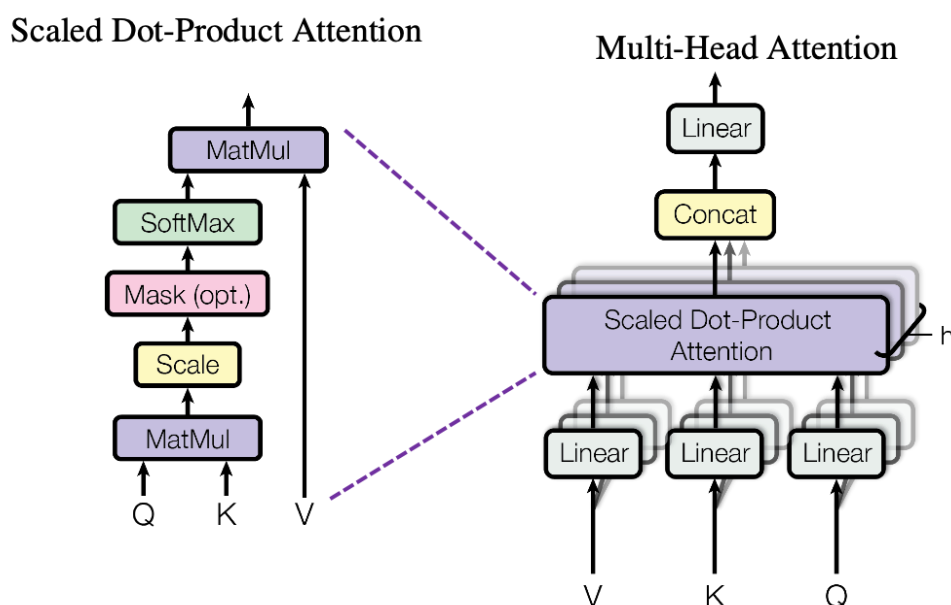 Scaled Dot-Product Attention
MatMul
SoftMax
Mask (opt.)
Scale
MatMul
Q K V
Multi-Head Attention
Linear
Concat
Scaled Dot-Product
Attention
h
Linear Linear Linear
V K Q